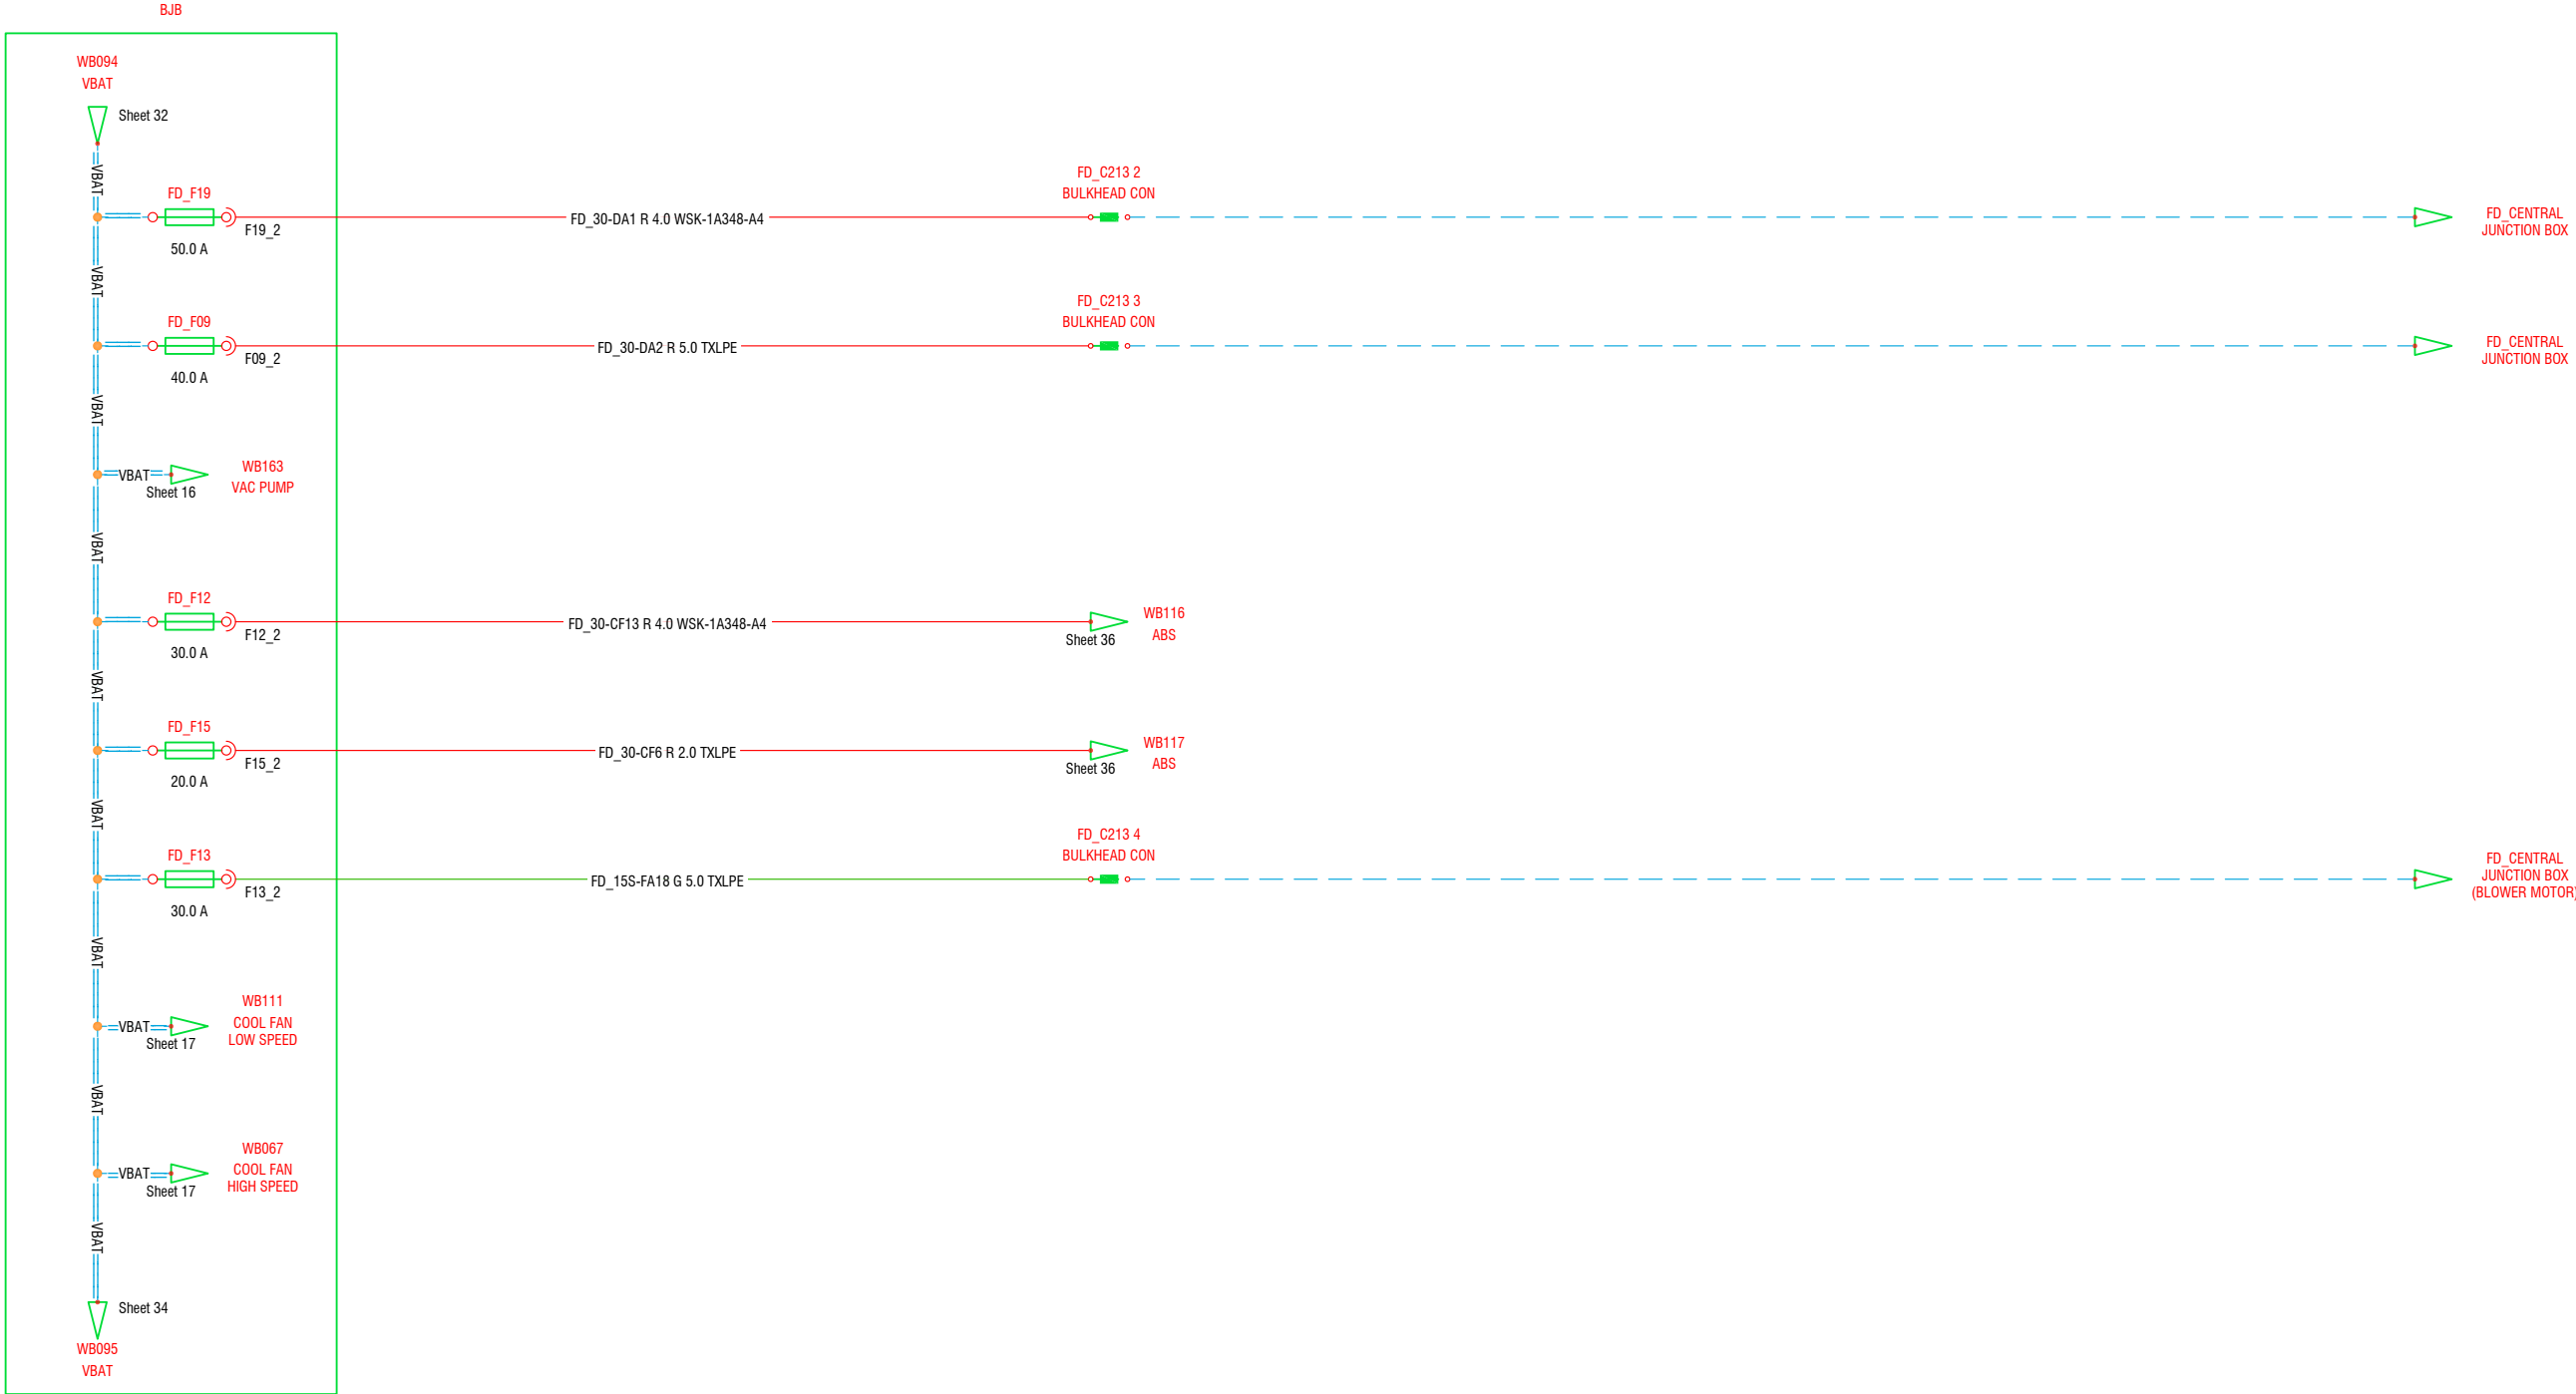 BJB
WB094
VBAT
Sheet 32
VBAT
FD_F19
F19_2
50.0 A
FD_30-DA1 R 4.0 WSK-1A348-A4
FD_C213 2
BULKHEAD CON
FD_CENTRAL
JUNCTION BOX
VBAT
FD_F09
F09_2
40.0 A
FD_30-DA2 R 5.0 TXLPE
FD_C213 3
BULKHEAD CON
FD_CENTRAL
JUNCTION BOX
VBAT
VBAT
Sheet 16
WB163
VAC PUMP
VBAT
FD_F12
F12_2
30.0 A
FD_30-CF13 R 4.0 WSK-1A348-A4
Sheet 36
WB116
ABS
VBAT
FD_F15
F15_2
20.0 A
FD_30-CF6 R 2.0 TXLPE
Sheet 36
WB117
ABS
VBAT
FD_F13
F13_2
30.0 A
FD_15S-FA18 G 5.0 TXLPE
FD_C213 4
BULKHEAD CON
FD_CENTRAL
JUNCTION BOX
(BLOWER MOTOR)
VBAT
VBAT
Sheet 17
WB111
COOL FAN
LOW SPEED
VBAT
VBAT
Sheet 17
WB067
COOL FAN
HIGH SPEED
VBAT
Sheet 34
WB095
VBAT